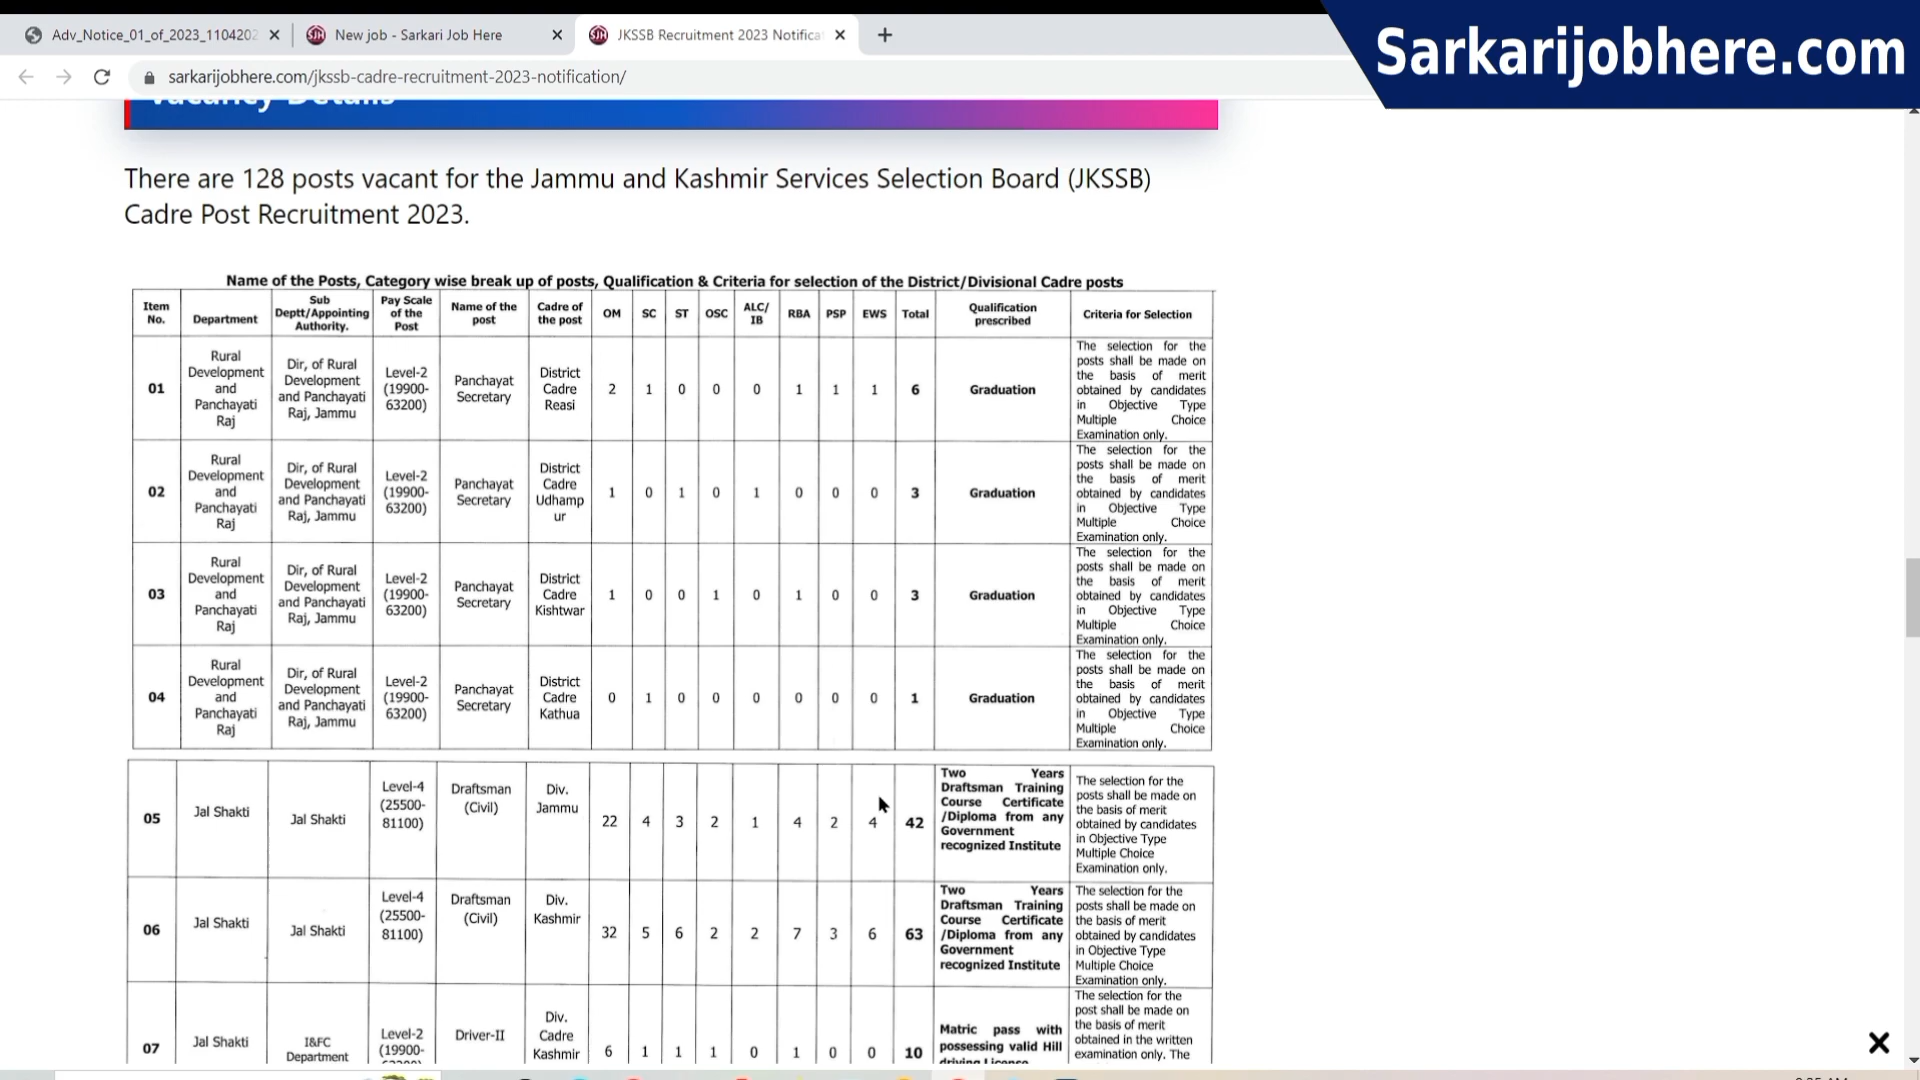 Adv_Notice_01_of_2023_1104202
New job - Sarkari Job Here
JKSSB Recruitment 2023 Notifica
Sarkarijobhere.com
sarkarijobhere.com/jkssb-cadre-recruitment-2023-notification/
Vacancy Details
There are 128 posts vacant for the Jammu and Kashmir Services Selection Board (JKSSB)
Cadre Post Recruitment 2023.
Name of the Posts, Category wise break up of posts, Qualification & Criteria for selection of the District/Divisional Cadre posts
Item No. Department Sub Deptt/Appointing Authority. Pay Scale of the Post Name of the post Cadre of the post OM SC ST OSC ALC/ IB RBA PSP EWS Total Qualification prescribed Criteria for Selection
01 Rural Development and Panchayati Raj Dir, of Rural Development and Panchayati Raj, Jammu Level-2 (19900-63200) Panchayat Secretary District Cadre Reasi 2 1 0 0 0 1 1 1 6 Graduation The selection for the posts shall be made on the basis of merit obtained by candidates in Objective Type Multiple Choice Examination only.
02 Rural Development and Panchayati Raj Dir, of Rural Development and Panchayati Raj, Jammu Level-2 (19900-63200) Panchayat Secretary District Cadre Udhamp ur 1 0 1 0 1 0 0 0 3 Graduation The selection for the posts shall be made on the basis of merit obtained by candidates in Objective Type Multiple Choice Examination only.
03 Rural Development and Panchayati Raj Dir, of Rural Development and Panchayati Raj, Jammu Level-2 (19900-63200) Panchayat Secretary District Cadre Kishtwar 1 0 0 1 0 1 0 0 3 Graduation The selection for the posts shall be made on the basis of merit obtained by candidates in Objective Type Multiple Choice Examination only.
04 Rural Development and Panchayati Raj Dir, of Rural Development and Panchayati Raj, Jammu Level-2 (19900-63200) Panchayat Secretary District Cadre Kathua 0 1 0 0 0 0 0 0 1 Graduation The selection for the posts shall be made on the basis of merit obtained by candidates in Objective Type Multiple Choice Examination only.
05 Jal Shakti Jal Shakti Level-4 (25500-81100) Draftsman (Civil) Div. Jammu 22 4 3 2 1 4 2 4 42 Two Years Draftsman Training Course Certificate /Diploma from any Government recognized Institute The selection for the posts shall be made on the basis of merit obtained by candidates in Objective Type Multiple Choice Examination only.
06 Jal Shakti Jal Shakti Level-4 (25500-81100) Draftsman (Civil) Div. Kashmir 32 5 6 2 2 7 3 6 63 Two Years Draftsman Training Course Certificate /Diploma from any Government recognized Institute The selection for the posts shall be made on the basis of merit obtained by candidates in Objective Type Multiple Choice Examination only.
07 Jal Shakti I&FC Department Level-2 (19900- Driver-II Div. Cadre Kashmir 6 1 1 1 0 1 0 0 10 Matric pass with possessing valid Hill driving Licence The selection for the post shall be made on the basis of merit obtained in the written examination only. The